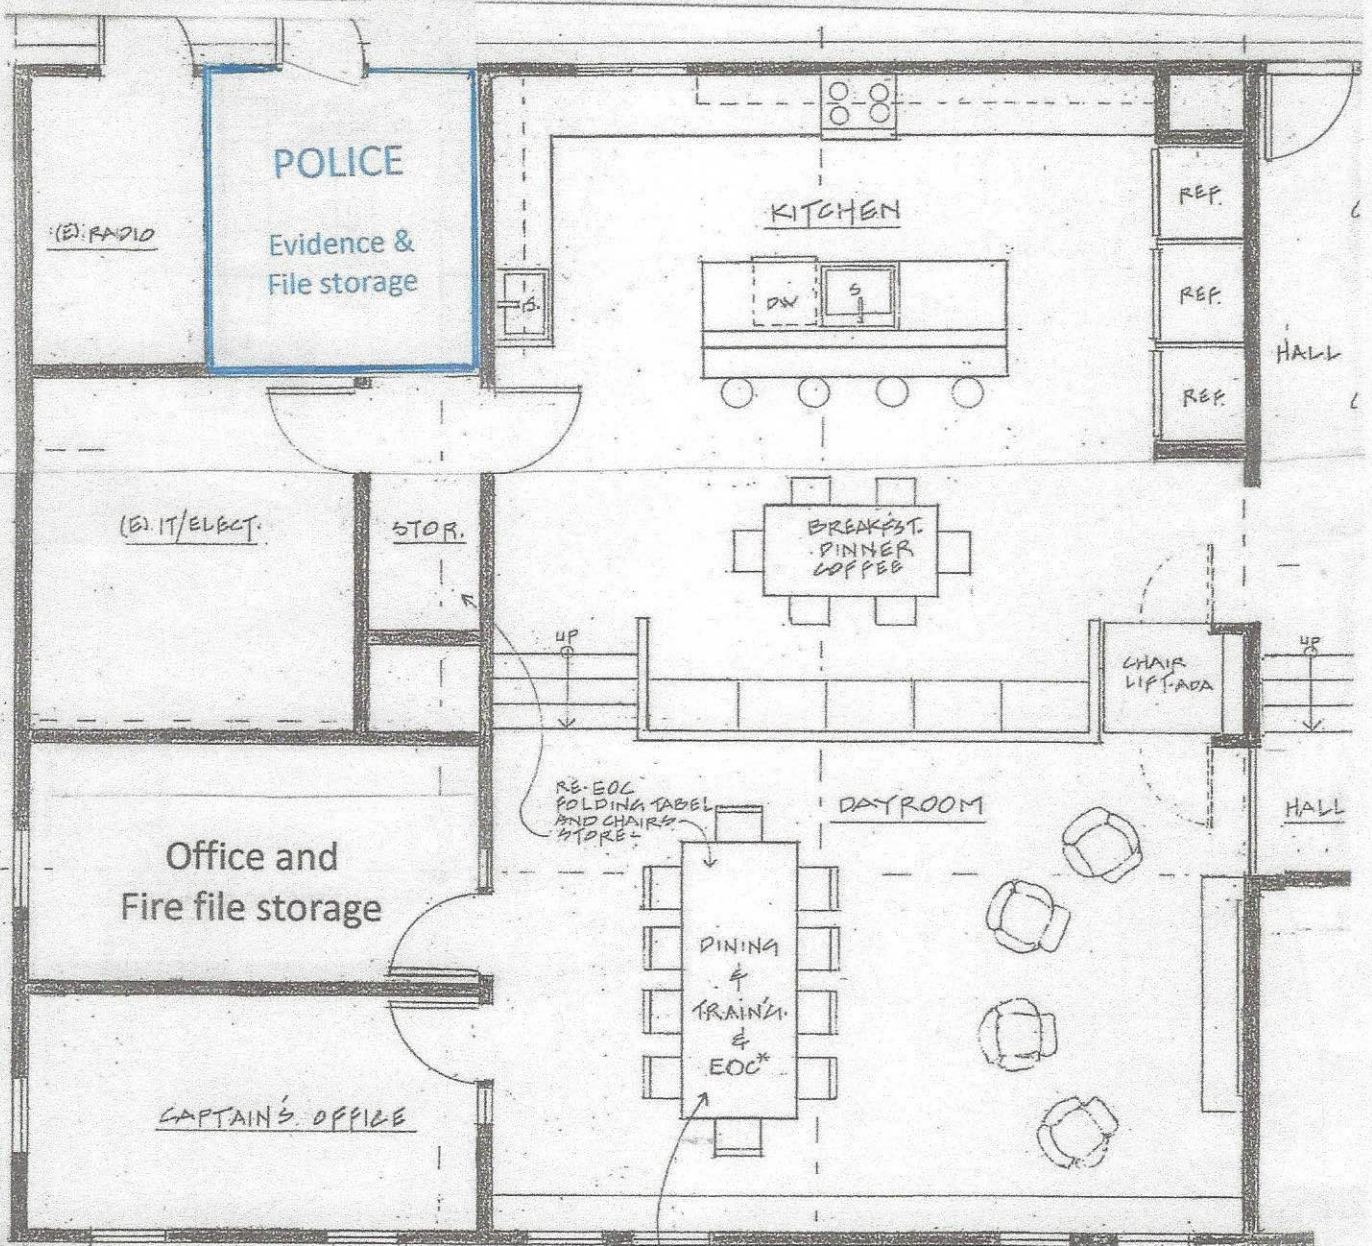 POLICE
Evidence &
File storage
(E) RADIO
KITCHEN
REF.
DW
S
S.
REF.
HALL
REF.
(E) IT/ELECT.
STOR.
BREAKFST.
DINNER
COFFEE
UP
CHAIR
LIFT-ADA
UP
RE-EOC
FOLDING TABEL
AND CHAIRS
STORE-
DAYROOM
HALL
Office and
Fire file storage
DINING
&
TRAIN'G.
&
EOC*
CAPTAIN'S OFFICE